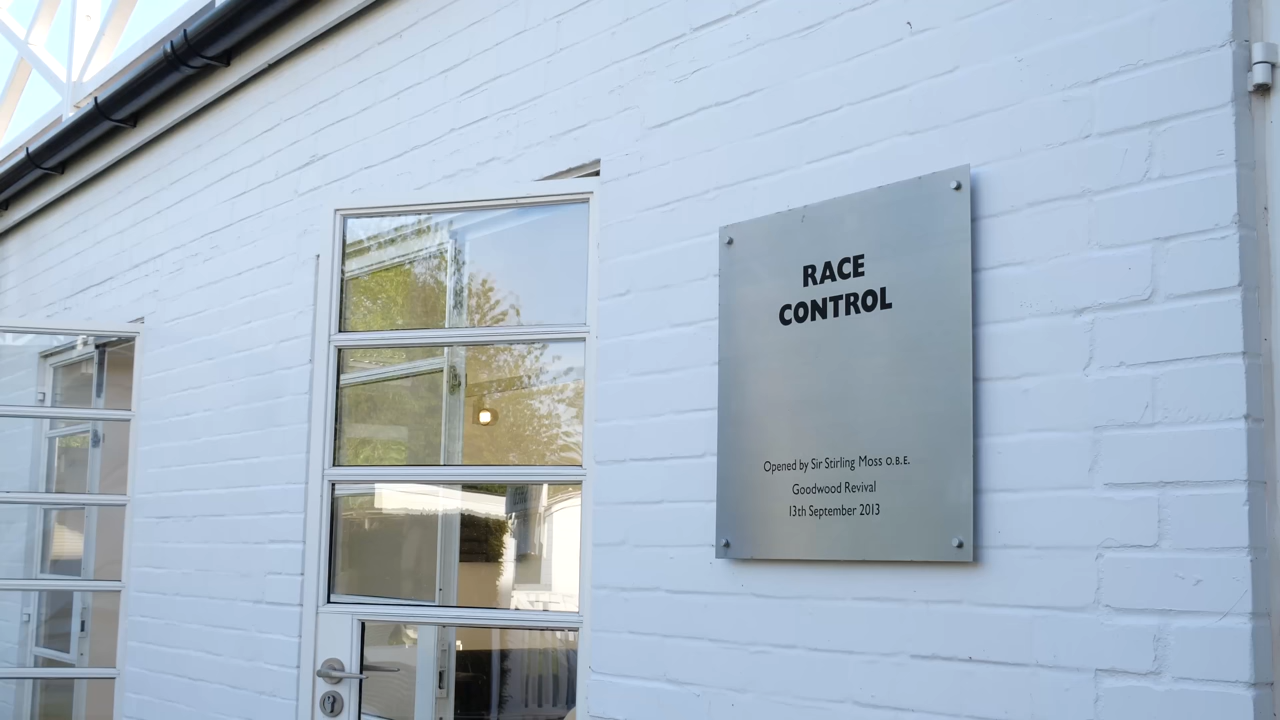 RACE
CONTROL
Opened by Sir Stirling Moss O.B.E.
Goodwood Revival
13th September 2013